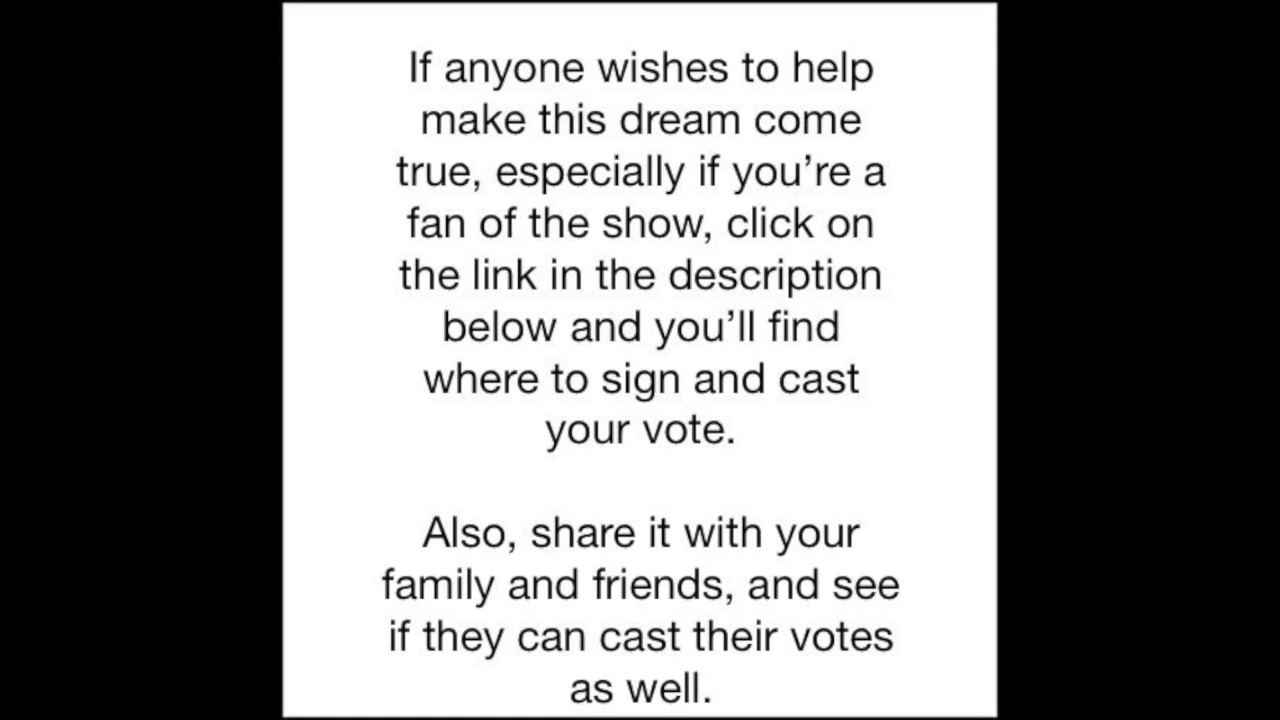 If anyone wishes to help
make this dream come
true, especially if you’re a
fan of the show, click on
the link in the description
below and you’ll find
where to sign and cast
your vote.
Also, share it with your
family and friends, and see
if they can cast their votes
as well.